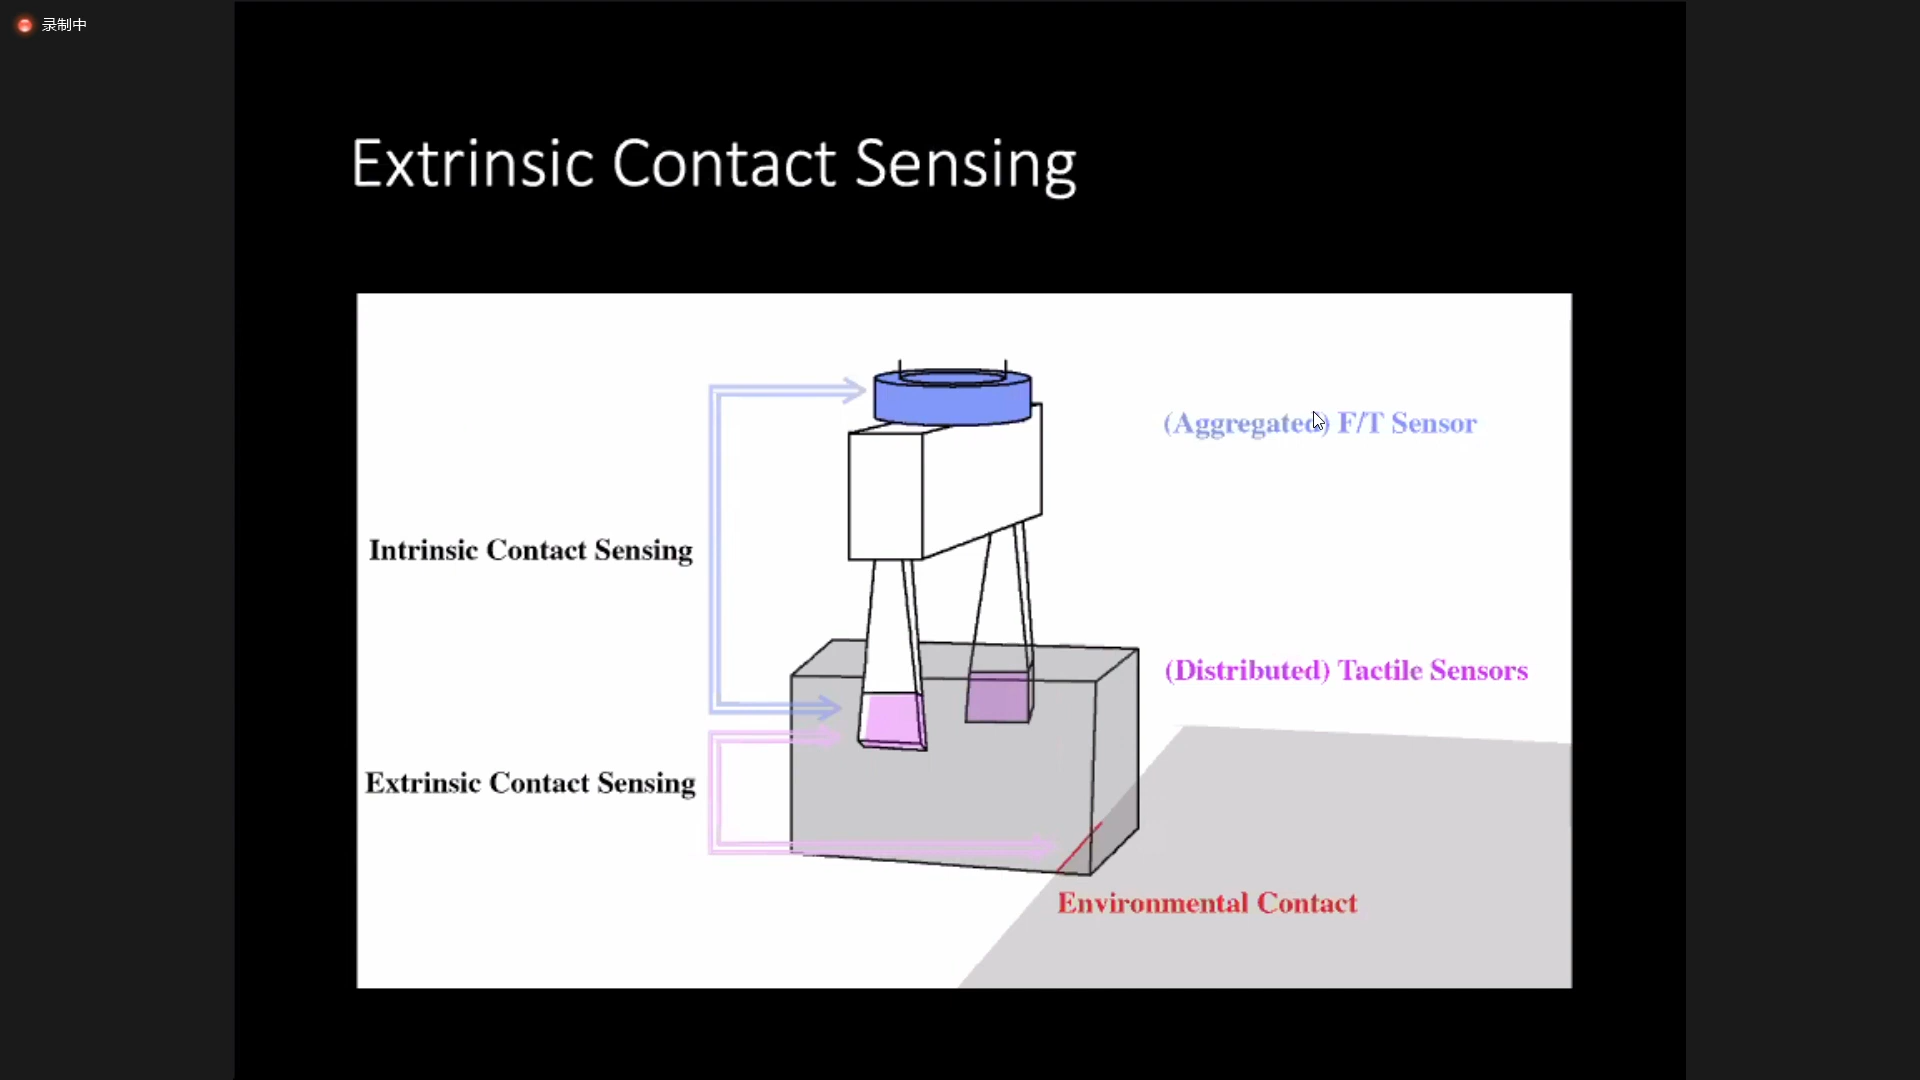 录制中
Extrinsic Contact Sensing
(Aggregated) F/T Sensor
Intrinsic Contact Sensing
(Distributed) Tactile Sensors
Extrinsic Contact Sensing
Environmental Contact